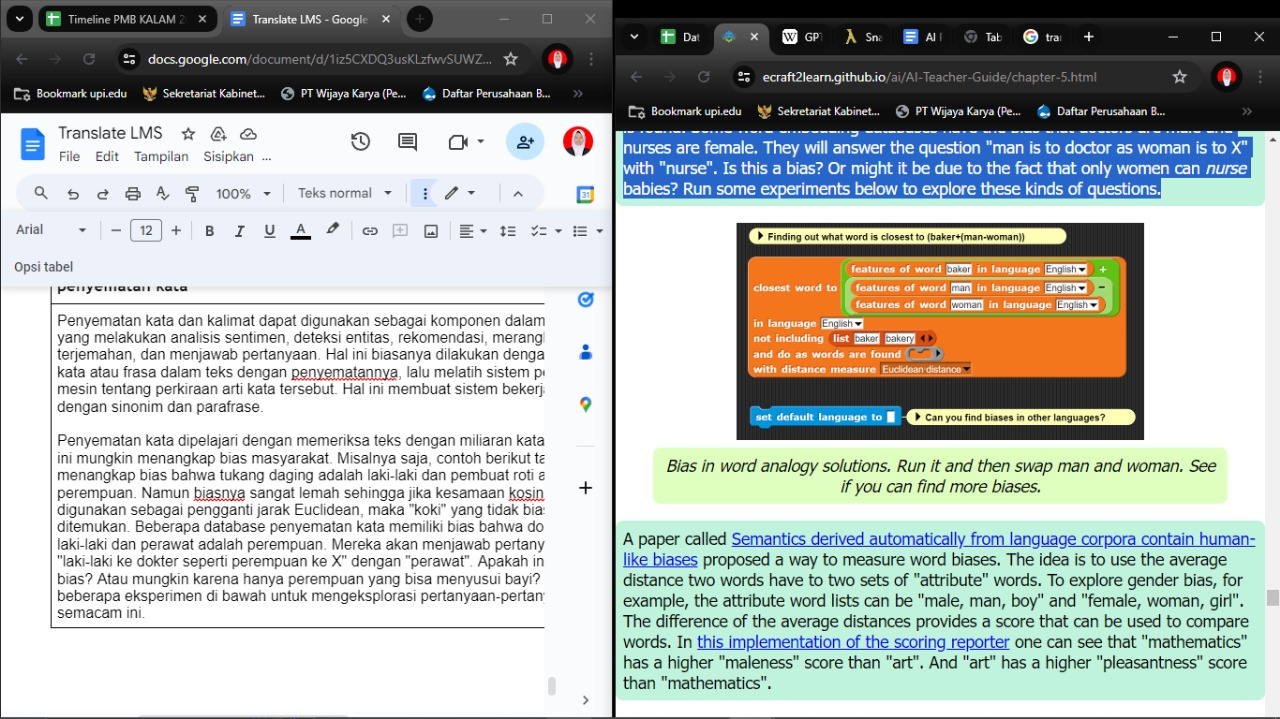 Timeline PMB KALAM 2
Translate LMS - Google
docs.google.com/document/d/1iz5CXDQ3usKLzfwvSUWZ...
Bookmark upi.edu
Sekretariat Kabinet...
PT Wijaya Karya (Pe...
Daftar Perusahaan B...
Translate LMS
File Edit Tampilan Sisipkan ...
100%
Teks normal
Arial
12
B I U A
Opsi tabel
penyematan kata
Penyematan kata dan kalimat dapat digunakan sebagai komponen dalam
yang melakukan analisis sentimen, deteksi entitas, rekomendasi, merangk
terjemahan, dan menjawab pertanyaan. Hal ini biasanya dilakukan denga
kata atau frasa dalam teks dengan penyematannya, lalu melatih sistem pe
mesin tentang perkiraan arti kata tersebut. Hal ini membuat sistem bekerja
dengan sinonim dan parafrase.
Penyematan kata dipelajari dengan memeriksa teks dengan miliaran kata
ini mungkin menangkap bias masyarakat. Misalnya saja, contoh berikut ta
menangkap bias bahwa tukang daging adalah laki-laki dan pembuat roti a
perempuan. Namun biasnya sangat lemah sehingga jika kesamaan kosin
digunakan sebagai pengganti jarak Euclidean, maka "koki" yang tidak bias
ditemukan. Beberapa database penyematan kata memiliki bias bahwa do
laki-laki dan perawat adalah perempuan. Mereka akan menjawab pertany
"laki-laki ke dokter seperti perempuan ke X" dengan "perawat". Apakah in
bias? Atau mungkin karena hanya perempuan yang bisa menyusui bayi?
beberapa eksperimen di bawah untuk mengeksplorasi pertanyaan-pertany
semacam ini.
Dat
GPT
Sna
AI I
Tab
tra
ecraft2learn.github.io/ai/AI-Teacher-Guide/chapter-5.html
Bookmark upi.edu
Sekretariat Kabinet...
PT Wijaya Karya (Pe...
Daftar Perusahaan B...
is found. Some word embedding databases have the bias that doctors are male and
nurses are female. They will answer the question "man is to doctor as woman is to X"
with "nurse". Is this a bias? Or might it be due to the fact that only women can nurse
babies? Run some experiments below to explore these kinds of questions.
Finding out what word is closest to (baker+(man-woman))
features of word baker in language English +
closest word to features of word man in language English -
features of word woman in language English
in language English
not including list baker bakery
and do as words are found
with distance measure Euclidean distance
set default language to
Can you find biases in other languages?
Bias in word analogy solutions. Run it and then swap man and woman. See
if you can find more biases.
A paper called Semantics derived automatically from language corpora contain human-
like biases proposed a way to measure word biases. The idea is to use the average
distance two words have to two sets of "attribute" words. To explore gender bias, for
example, the attribute word lists can be "male, man, boy" and "female, woman, girl".
The difference of the average distances provides a score that can be used to compare
words. In this implementation of the scoring reporter one can see that "mathematics"
has a higher "maleness" score than "art". And "art" has a higher "pleasantness" score
than "mathematics".